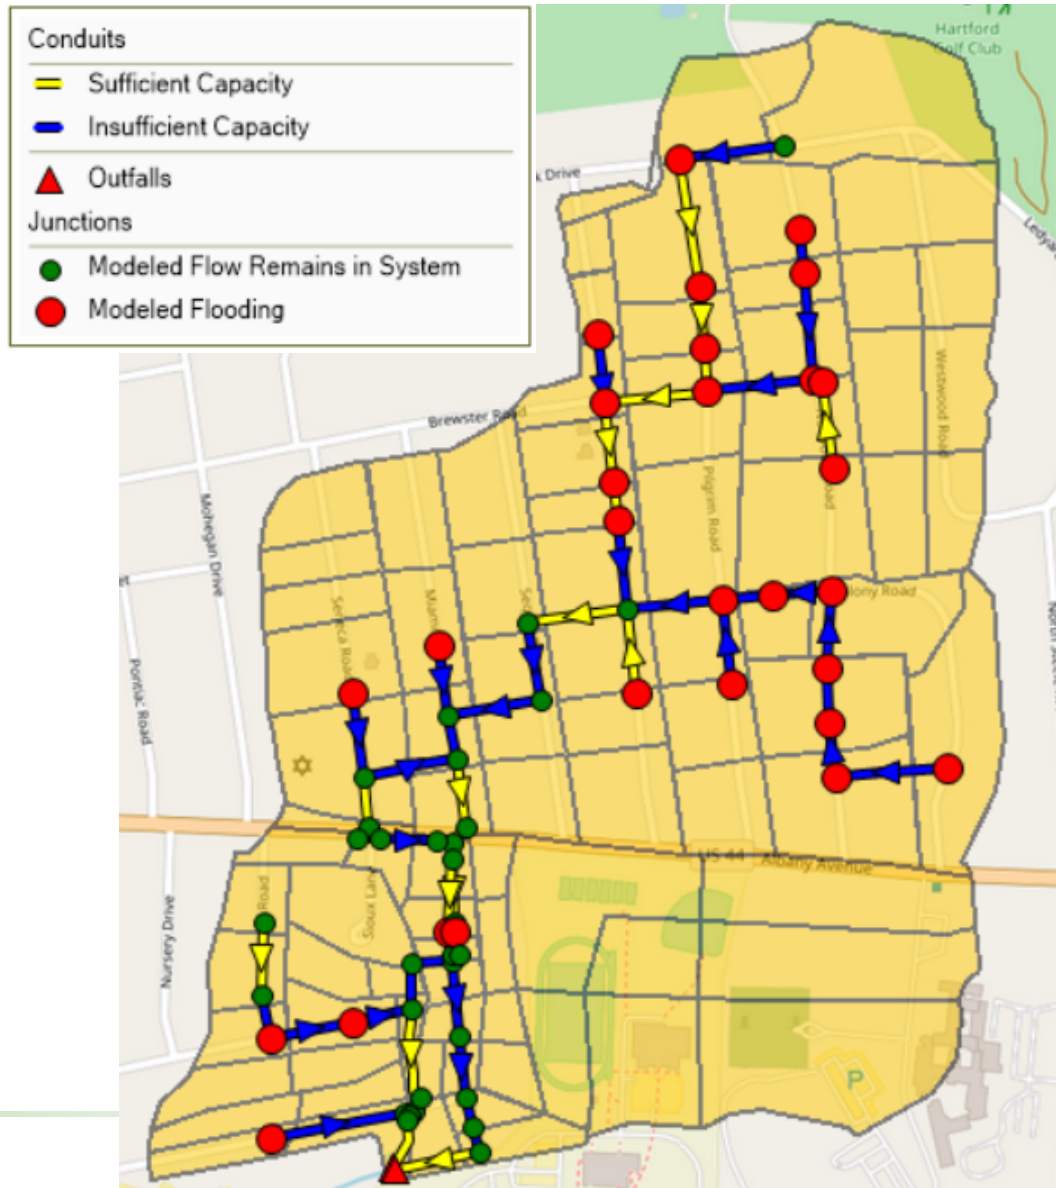 Conduits
Sufficient Capacity
Insufficient Capacity
Outfalls
Junctions
Modeled Flow Remains in System
Modeled Flooding
Hartford
Golf Club
Drive
Brewster Road
Westwood Road
Mohegan Drive
Pilgrim Road
Seneca Road
Pontiac Road
US 44
Albany Avenue
Road
Sioux Lane
Nursery Drive
P